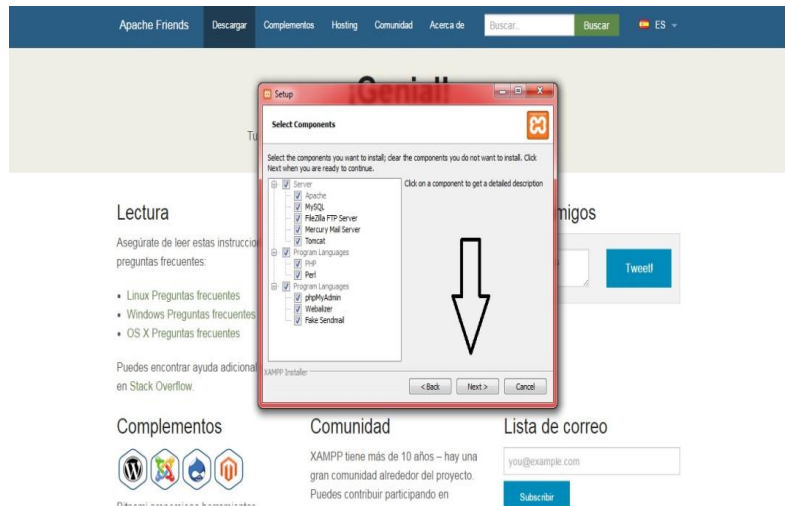 Apache Friends Descargar Complementos Hosting Comunidad Acerca de Buscar... Buscar ES
¡Genial!
Tu
Setup
Select Components
Select the components you want to install; clear the components you do not want to install. Click
Next when you are ready to continue.
Server
Apache
MySQL
FileZilla FTP Server
Mercury Mail Server
Tomcat
Program Languages
PHP
Perl
Program Languages
phpMyAdmin
Webalizer
Fake Sendmail
Click on a component to get a detailed description
XAMPP Installer
< Back Next > Cancel
Lectura
Asegúrate de leer estas instruccion
preguntas frecuentes:
Linux Preguntas frecuentes
Windows Preguntas frecuentes
OS X Preguntas frecuentes
Puedes encontrar ayuda adicional
en Stack Overflow.
migos
Tweet!
Complementos
Comunidad
XAMPP tiene más de 10 años – hay una
gran comunidad alrededor del proyecto.
Puedes contribuir participando en
Lista de correo
you@example.com
Subscribir